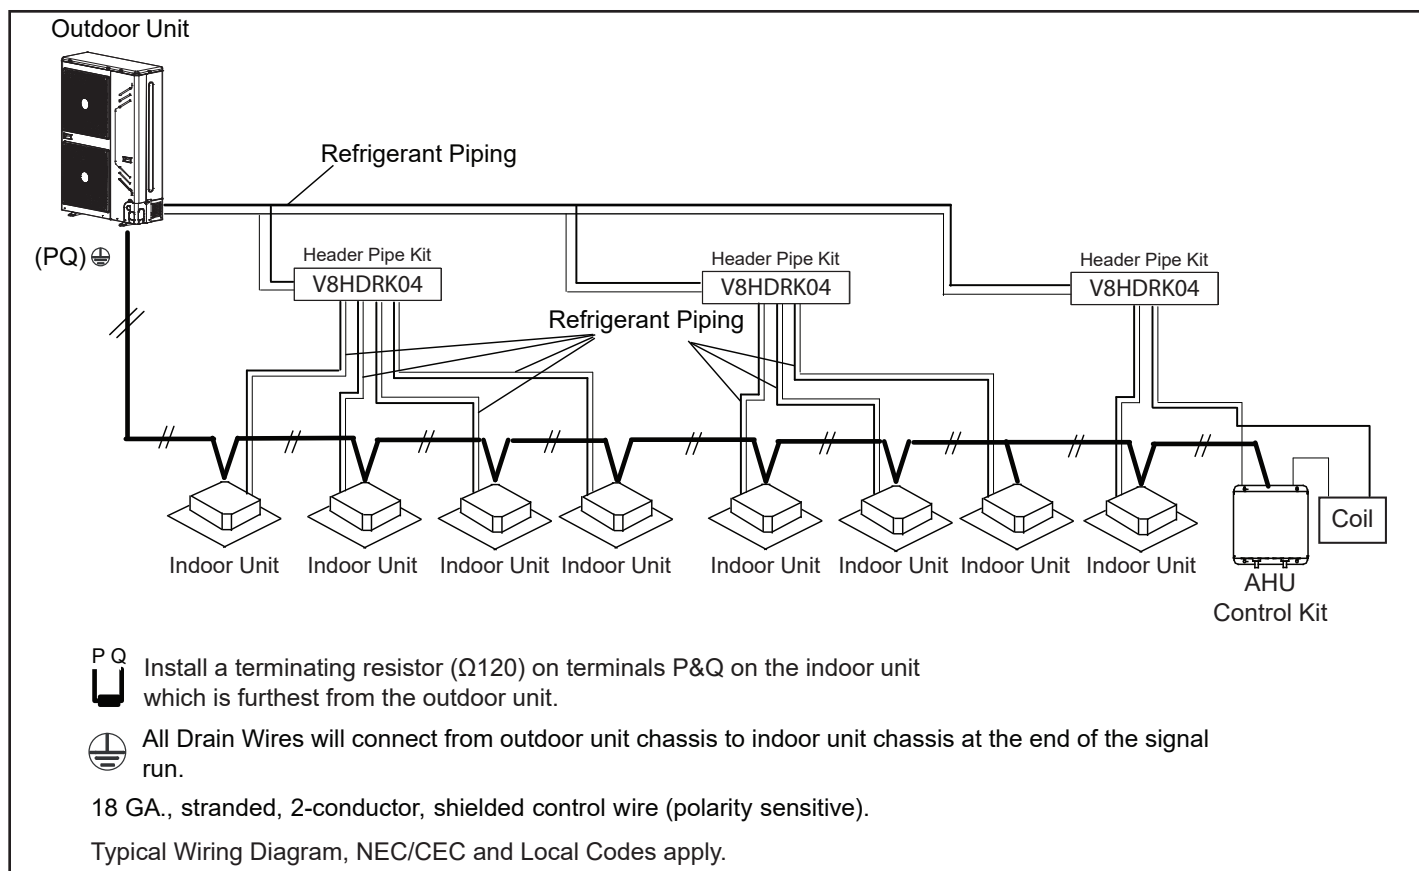 Outdoor Unit
Refrigerant Piping
(PQ)
Header Pipe Kit
V8HDRK04
Header Pipe Kit
V8HDRK04
Header Pipe Kit
V8HDRK04
Refrigerant Piping
Coil
Indoor Unit
Indoor Unit
Indoor Unit
Indoor Unit
Indoor Unit
Indoor Unit
Indoor Unit
Indoor Unit
AHU
Control Kit
P Q
Install a terminating resistor (Ω120) on terminals P&Q on the indoor unit
which is furthest from the outdoor unit.
All Drain Wires will connect from outdoor unit chassis to indoor unit chassis at the end of the signal
run.
18 GA., stranded, 2-conductor, shielded control wire (polarity sensitive).
Typical Wiring Diagram, NEC/CEC and Local Codes apply.